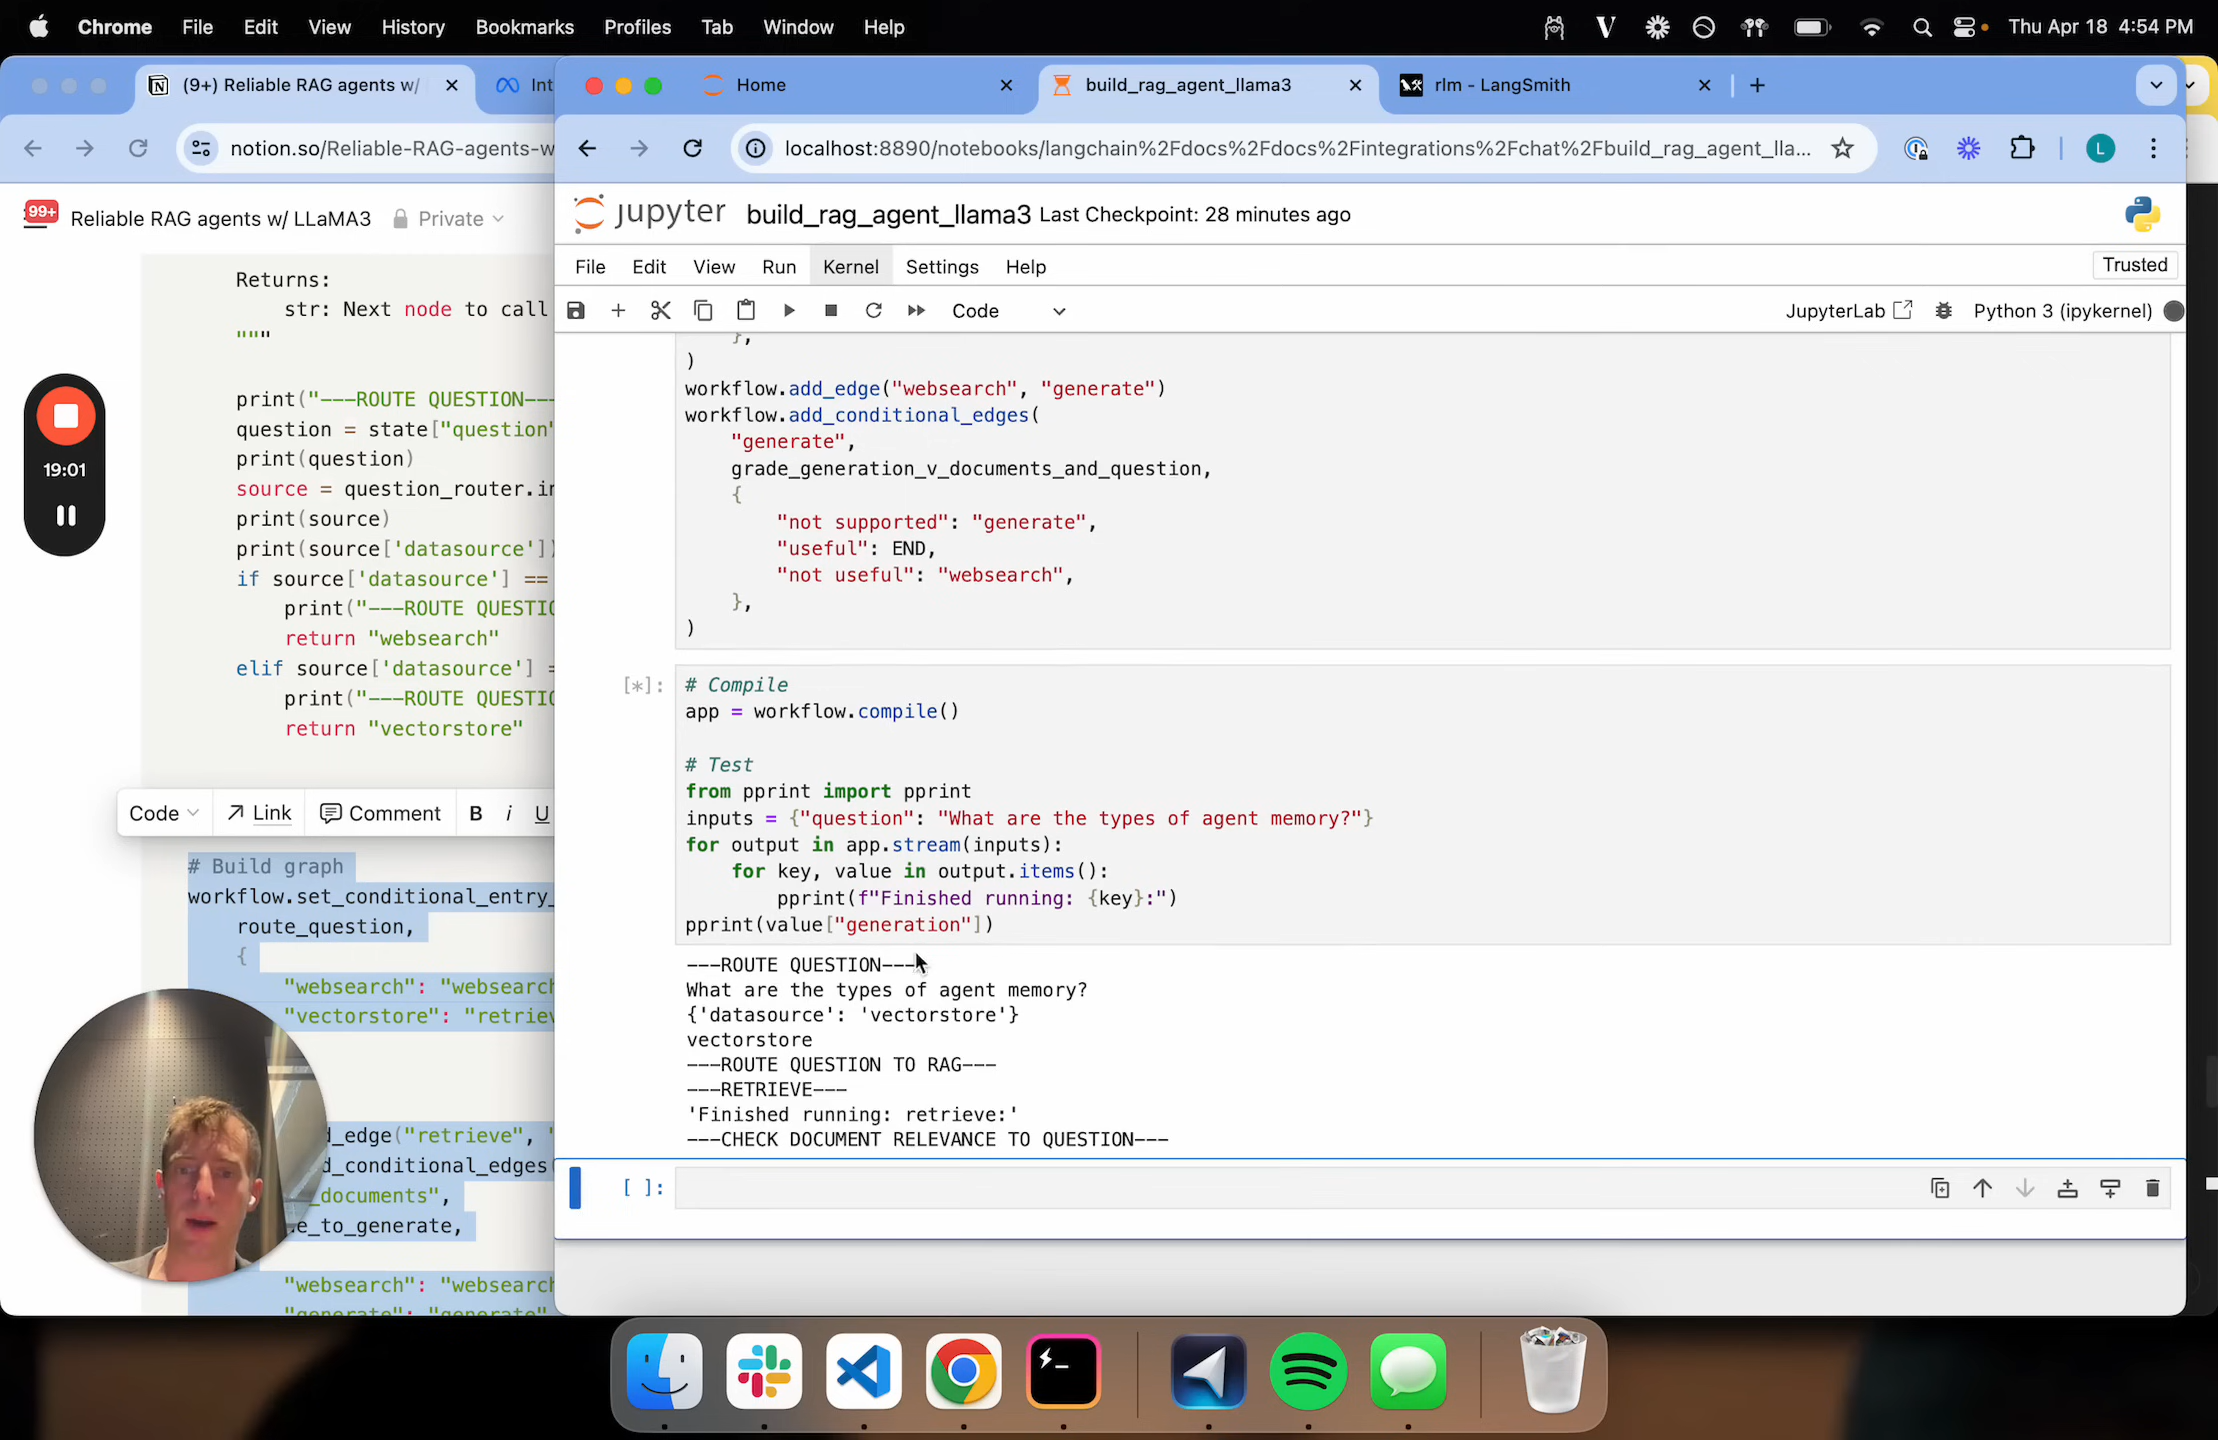 Chrome File Edit View History Bookmarks Profiles Tab Window Help
Thu Apr 18 4:54 PM
(9+) Reliable RAG agents w/
Int
Home
build_rag_agent_llama3
rlm - LangSmith
notion.so/Reliable-RAG-agents-w
localhost:8890/notebooks/langchain%2Fdocs%2Fdocs%2Fintegrations%2Fchat%2Fbuild_rag_agent_lla...
L
99+
Reliable RAG agents w/ LLaMA3
Private
Returns:
str: Next node to call
"""
print("---ROUTE QUESTION---
question = state["question"
print(question)
source = question_router.in
print(source)
print(source['datasource'])
if source['datasource'] ==
print("---ROUTE QUESTIO
return "websearch"
elif source['datasource'] =
print("---ROUTE QUESTIO
return "vectorstore"
19:01
Code Link Comment B i U
# Build graph
workflow.set_conditional_entry_
route_question,
{
"websearch": "websearch
"vectorstore": "retriev
d_edge("retrieve", "
d_conditional_edges(
_documents",
e_to_generate,
"websearch": "websearch
"generate": "generate"
jupyter build_rag_agent_llama3 Last Checkpoint: 28 minutes ago
File Edit View Run Kernel Settings Help
Trusted
Code
JupyterLab
Python 3 (ipykernel)
},
)
workflow.add_edge("websearch", "generate")
workflow.add_conditional_edges(
"generate",
grade_generation_v_documents_and_question,
{
"not supported": "generate",
"useful": END,
"not useful": "websearch",
},
)
[*]:
# Compile
app = workflow.compile()
# Test
from pprint import pprint
inputs = {"question": "What are the types of agent memory?"}
for output in app.stream(inputs):
for key, value in output.items():
pprint(f"Finished running: {key}:")
pprint(value["generation"])
---ROUTE QUESTION---
What are the types of agent memory?
{'datasource': 'vectorstore'}
vectorstore
---ROUTE QUESTION TO RAG---
---RETRIEVE---
'Finished running: retrieve:'
---CHECK DOCUMENT RELEVANCE TO QUESTION---
[ ]: